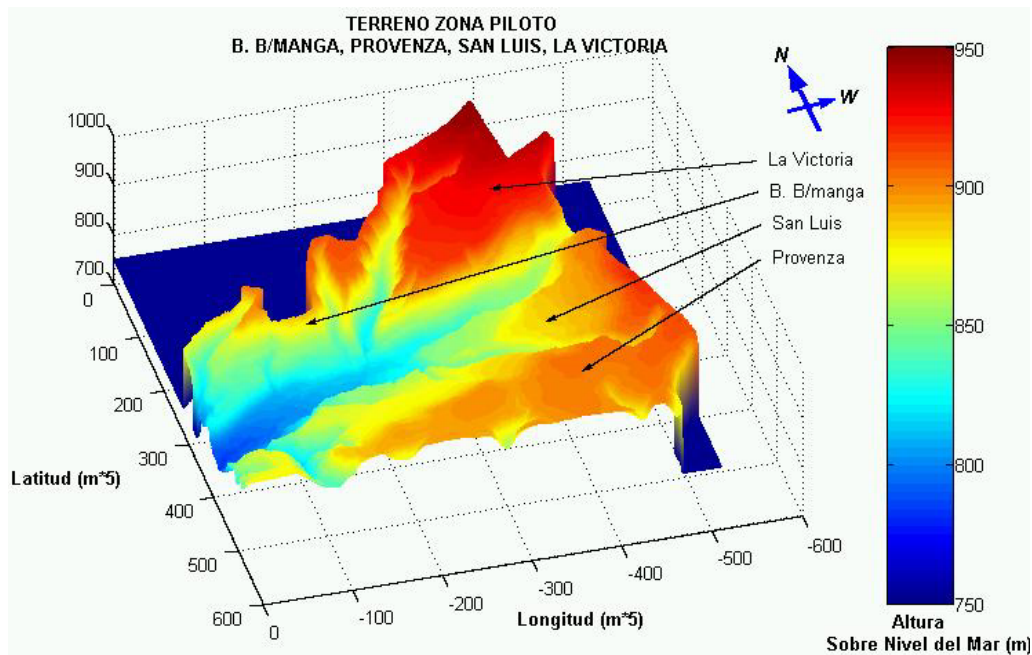 TERRENO ZONA PILOTO
B. B/MANGA, PROVENZA, SAN LUIS, LA VICTORIA
N
W
La Victoria
B. B/manga
San Luis
Provenza
1000
900
800
700
0
100
200
300
400
500
600
Latitud (m*5)
0
-100
-200
-300
-400
-500
-600
Longitud (m*5)
950
900
850
800
750
Altura
Sobre Nivel del Mar (m)